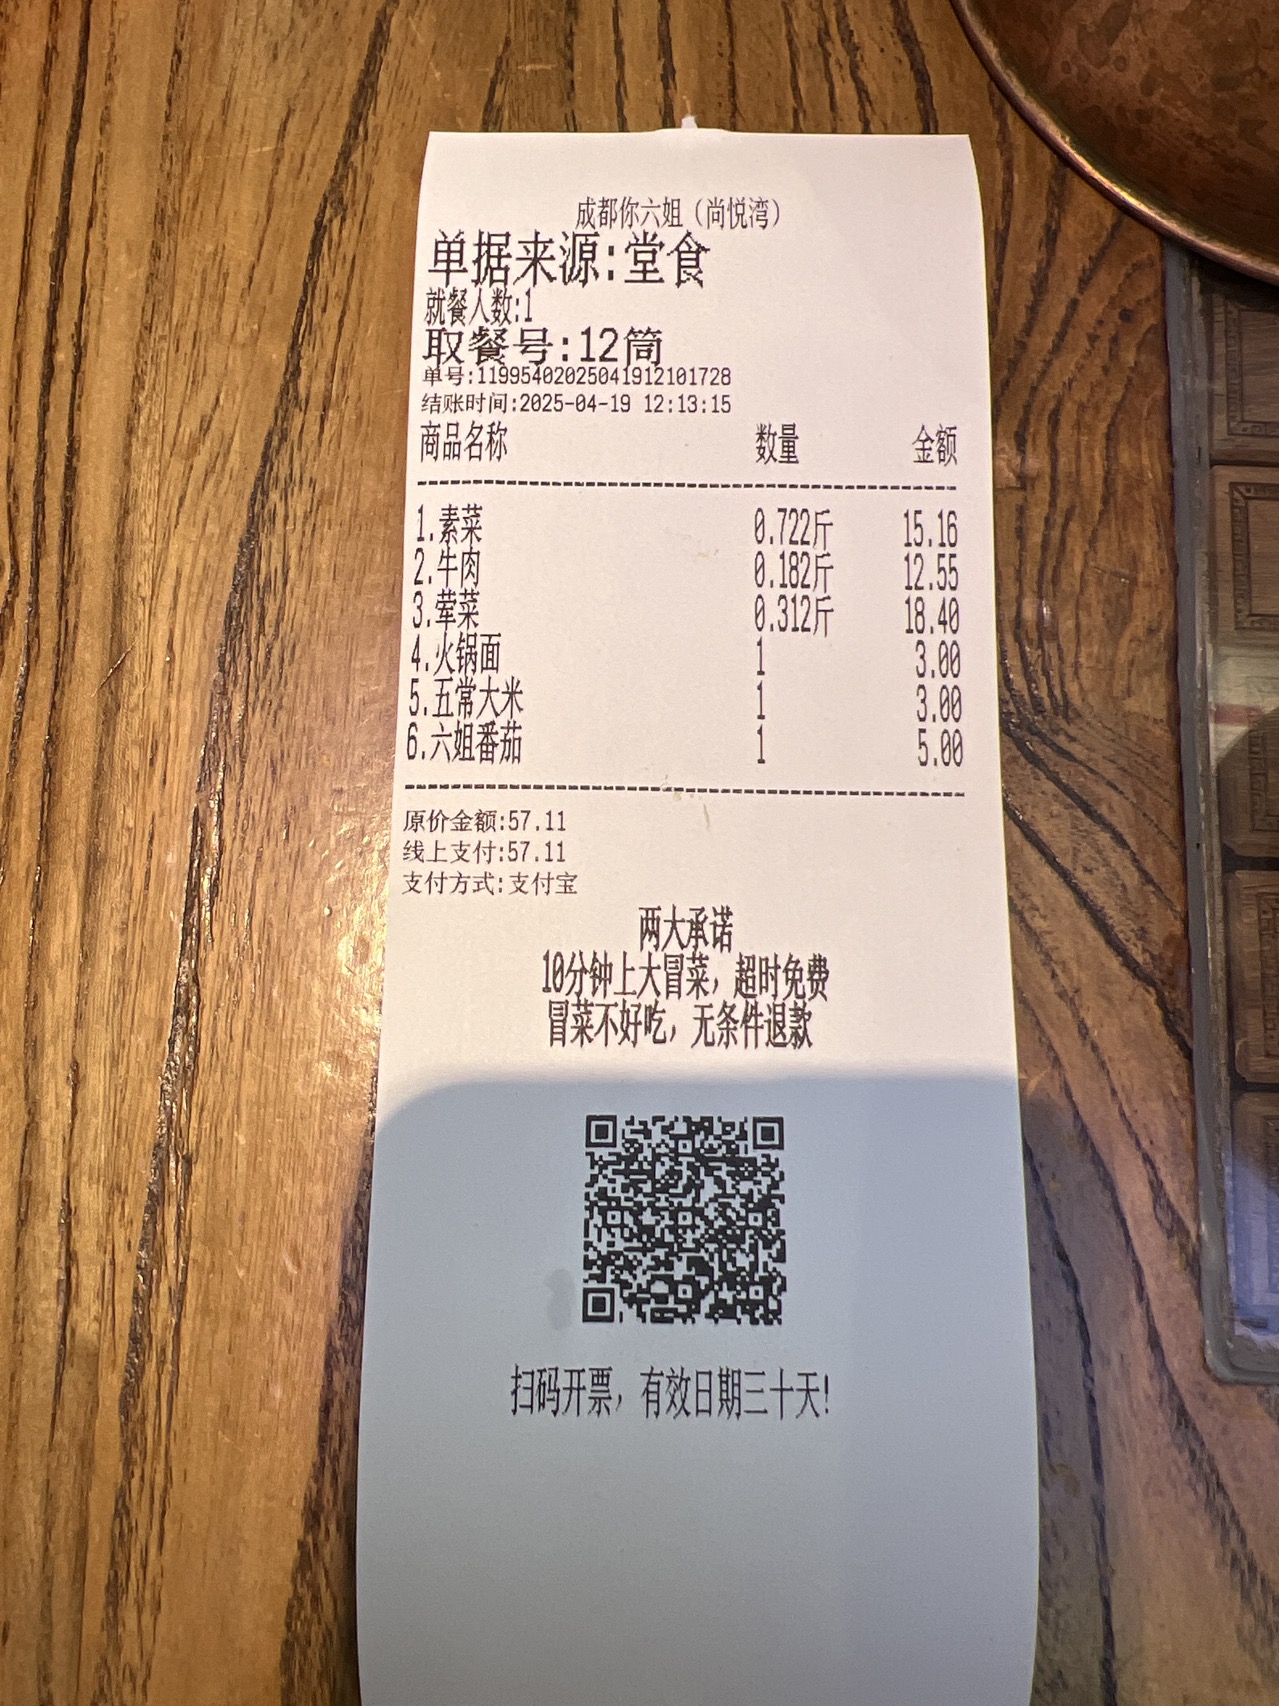 成都你六姐（尚悦湾）
单据来源:堂食
就餐人数:1
取餐号:12筒
单号:11995402025041912101728
结账时间:2025-04-19 12:13:15
商品名称 数量 金额
1.素菜 0.722斤 15.16
2.牛肉 0.182斤 12.55
3.荤菜 0.312斤 18.40
4.火锅面 1 3.00
5.五常大米 1 3.00
6.六姐番茄 1 5.00
原价金额:57.11
线上支付:57.11
支付方式:支付宝
两大承诺
10分钟上大冒菜，超时免费
冒菜不好吃，无条件退款
扫码开票，有效日期三十天!